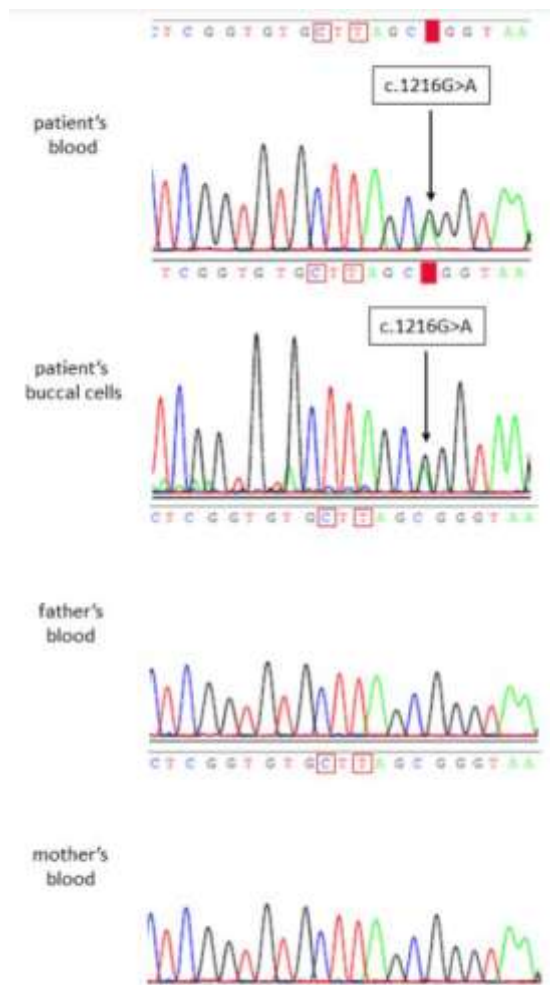 T C G G T G T G C T T A G C G G T A A
c.1216G>A
patient's
blood
T C G G T G T G C T T A G C G G T A A
c.1216G>A
patient's
buccal cells
C T C G G T G T G C T T A G C G G G T A A
father's
blood
C T C G G T G T G C T T A G C G G G T A A
mother's
blood